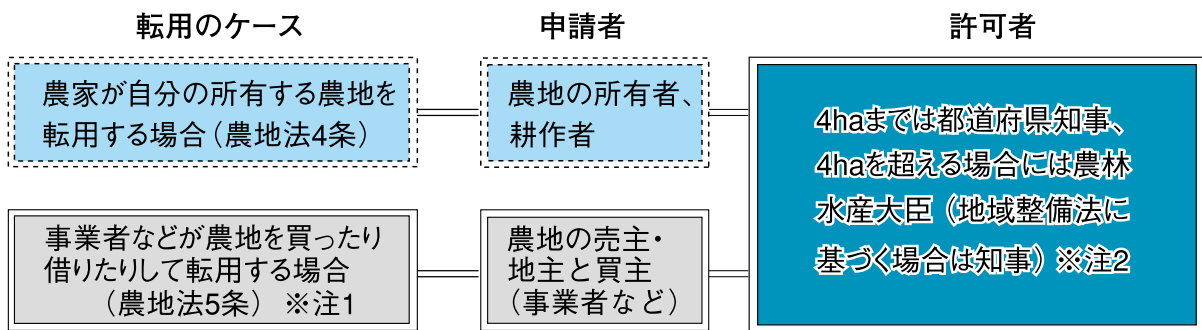 転用のケース
申請者
許可者
農家が自分の所有する農地を
転用する場合（農地法4条）
農地の所有者、
耕作者
4haまでは都道府県知事、
4haを超える場合には農林
水産大臣（地域整備法に
基づく場合は知事）※注2
事業者などが農地を買ったり
借りたりして転用する場合
（農地法5条）※注1
農地の売主・
地主と買主
（事業者など）